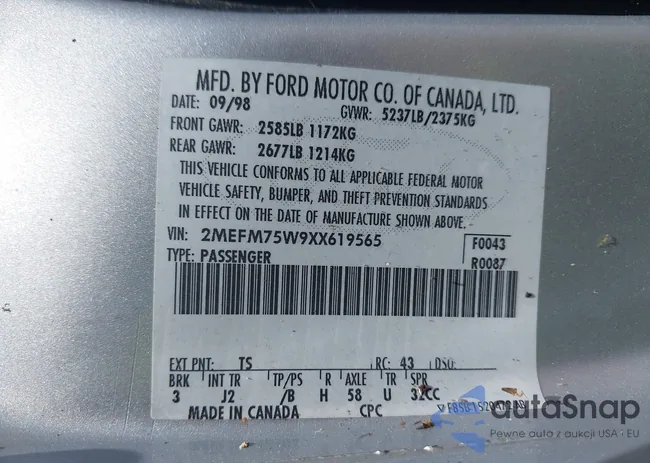 MFD. BY FORD MOTOR CO. OF CANADA, LTD.
DATE: 09/98 GVWR: 5237LB/2375KG
FRONT GAWR: 2585LB 1172KG
REAR GAWR: 2677LB 1214KG
THIS VEHICLE CONFORMS TO ALL APPLICABLE FEDERAL MOTOR
VEHICLE SAFETY, BUMPER, AND THEFT PREVENTION STANDARDS
IN EFFECT ON THE DATE OF MANUFACTURE SHOWN ABOVE.
VIN: 2MEFM75W9XX619565 F0043
TYPE: PASSENGER R0087
EXT PNT: TS RC: 43 DSO:
BRK INT TR TP/PS R AXLE TR SPR
3 J2 /B H 58 U 32CC
MADE IN CANADA CPC
autoSnap
Pewne auto z aukcji USA i EU